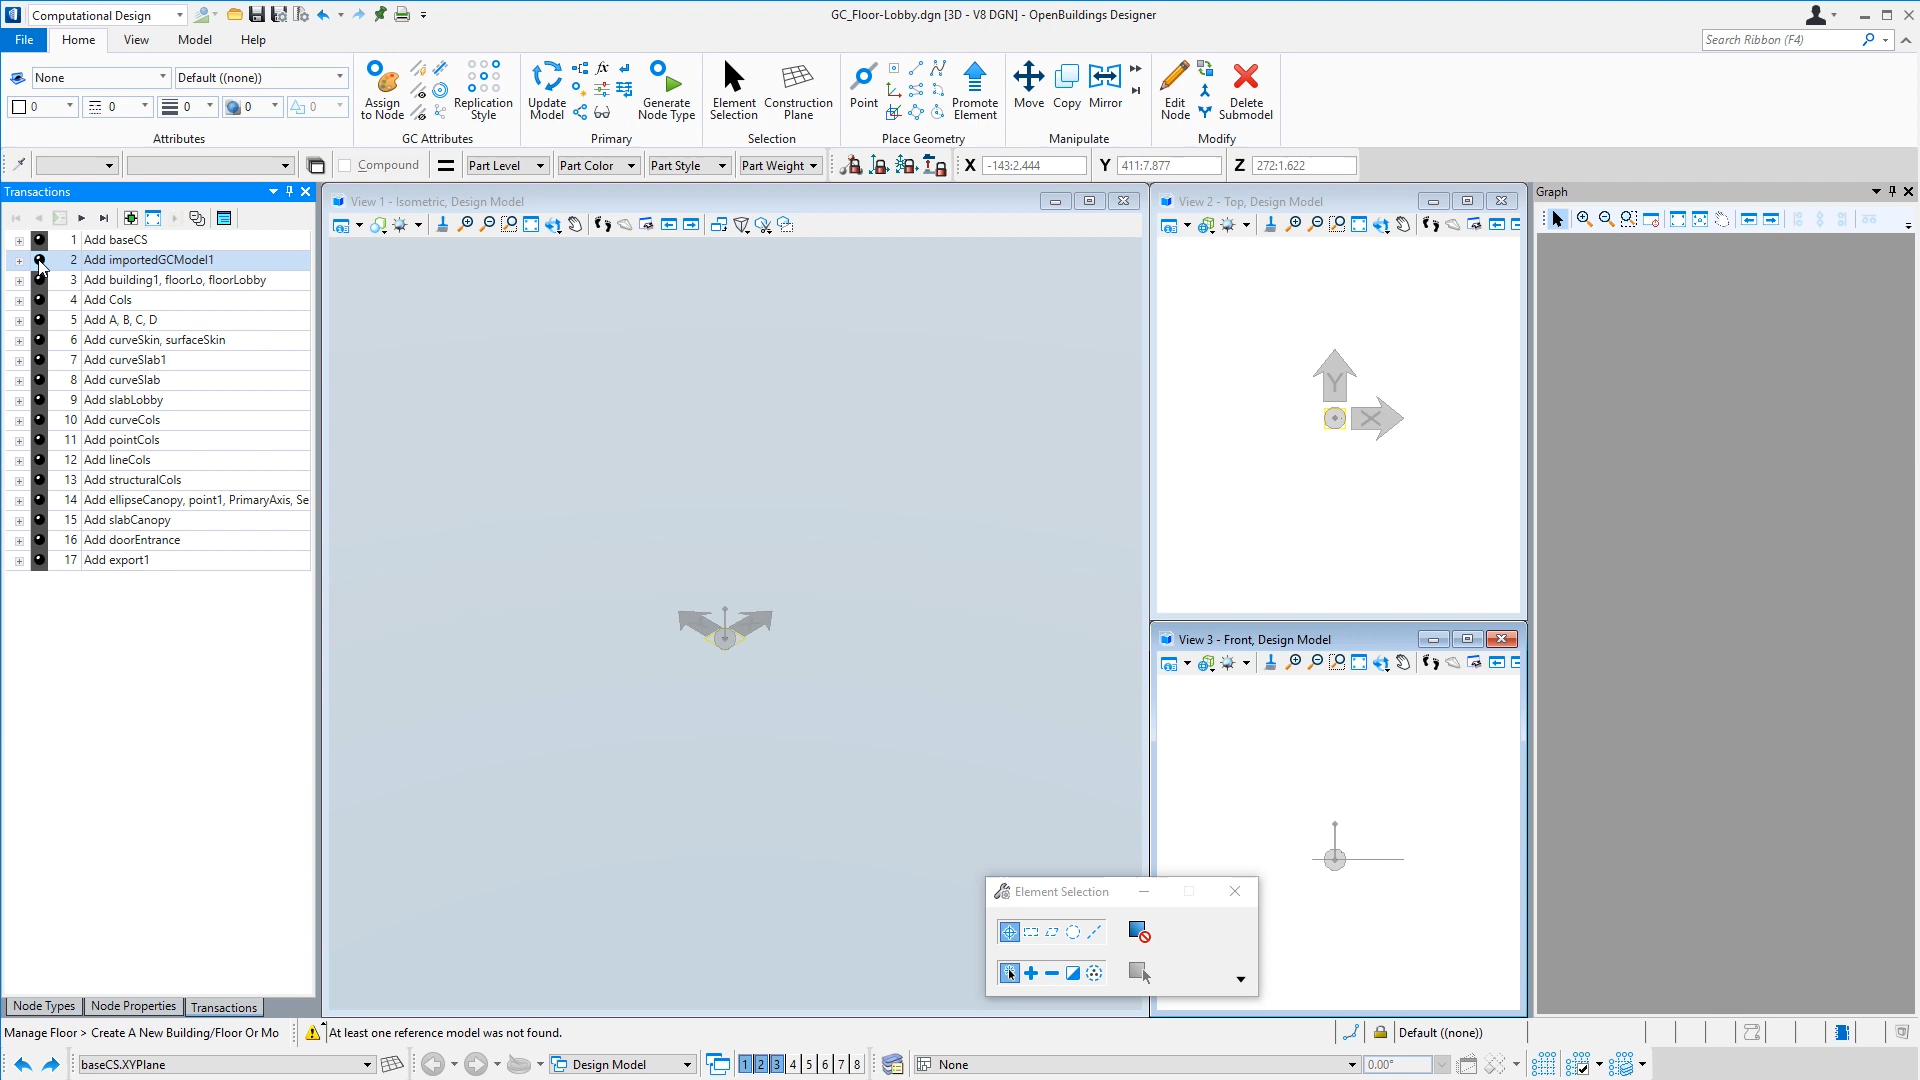 Computational Design
GC_Floor-Lobby.dgn [3D - V8 DGN] - OpenBuildings Designer
File Home View Model Help
Search Ribbon (F4)
None Default ((none))
0 0 0 0 0
Attributes
Assign to Node
Replication Style
GC Attributes
Update Model
Generate Node Type
Primary
Element Selection
Construction Plane
Selection
Point
Promote Element
Place Geometry
Move Copy Mirror
Manipulate
Edit Node
Delete Submodel
Modify
Compound
Part Level Part Color Part Style Part Weight
X -143:2.444 Y 411:7.877 Z 272:1.622
Transactions
1 Add baseCS
2 Add importedGCModel1
3 Add building1, floorLo, floorLobby
4 Add Cols
5 Add A, B, C, D
6 Add curveSkin, surfaceSkin
7 Add curveSlab1
8 Add curveSlab
9 Add slabLobby
10 Add curveCols
11 Add pointCols
12 Add lineCols
13 Add structuralCols
14 Add ellipseCanopy, point1, PrimaryAxis, Se
15 Add slabCanopy
16 Add doorEntrance
17 Add export1
View 1 - Isometric, Design Model
View 2 - Top, Design Model
Y
X
View 3 - Front, Design Model
Graph
Element Selection
Node Types Node Properties Transactions
Manage Floor > Create A New Building/Floor Or Mo
At least one reference model was not found.
Default ((none))
baseCS.XYPlane
Design Model
1 2 3 4 5 6 7 8
None
0.00°